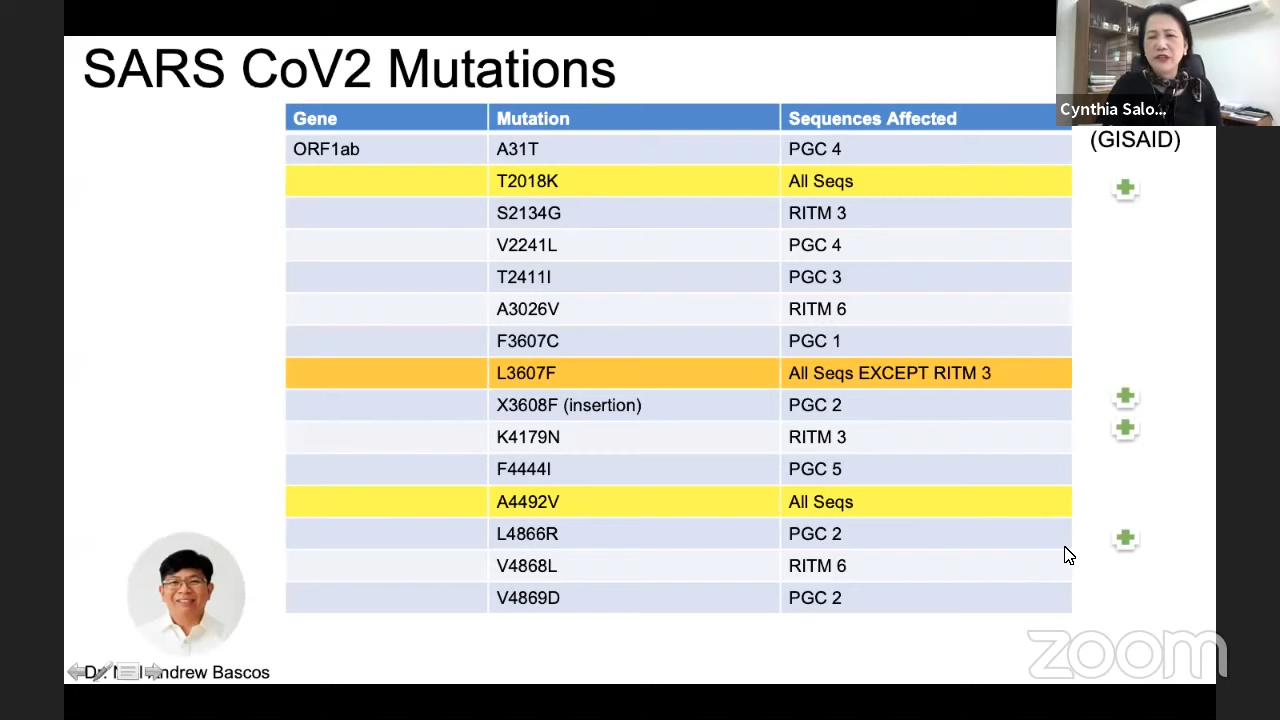 SARS CoV2 Mutations
Cynthia Salo...
Gene Mutation Sequences Affected
(GISAID)
ORF1ab A31T PGC 4
T2018K All Seqs
S2134G RITM 3
V2241L PGC 4
T2411I PGC 3
A3026V RITM 6
F3607C PGC 1
L3607F All Seqs EXCEPT RITM 3
X3608F (insertion) PGC 2
K4179N RITM 3
F4444I PGC 5
A4492V All Seqs
L4866R PGC 2
V4868L RITM 6
V4869D PGC 2
zoom
Dr. Andrew Bascos